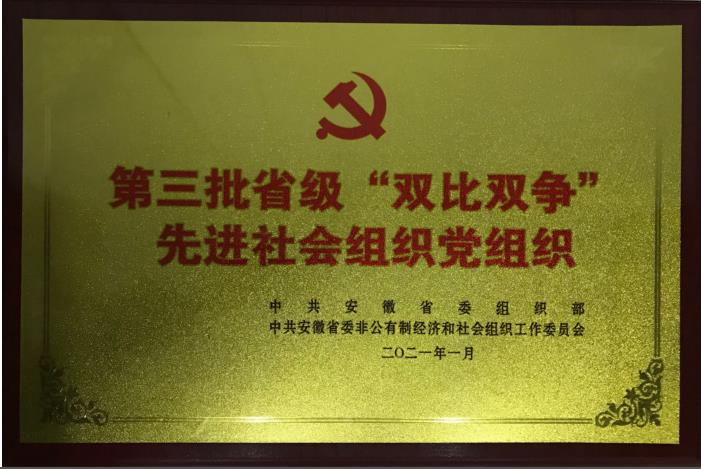 第三批省级“双比双争”
先进社会组织党组织
中共安徽省委组织部
中共安徽省委非公有制经济和社会组织工作委员会
二〇二一年一月